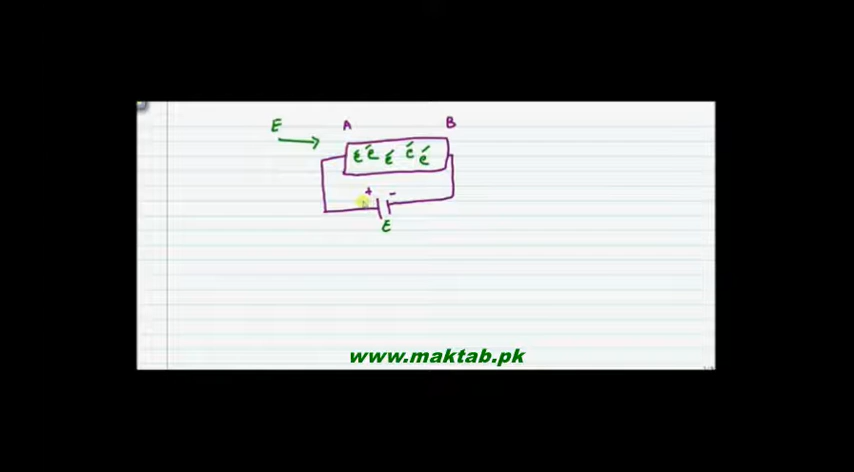 E A B
e⁻ e⁻ e⁻ e⁻ e⁻
+ -
E
www.maktab.pk